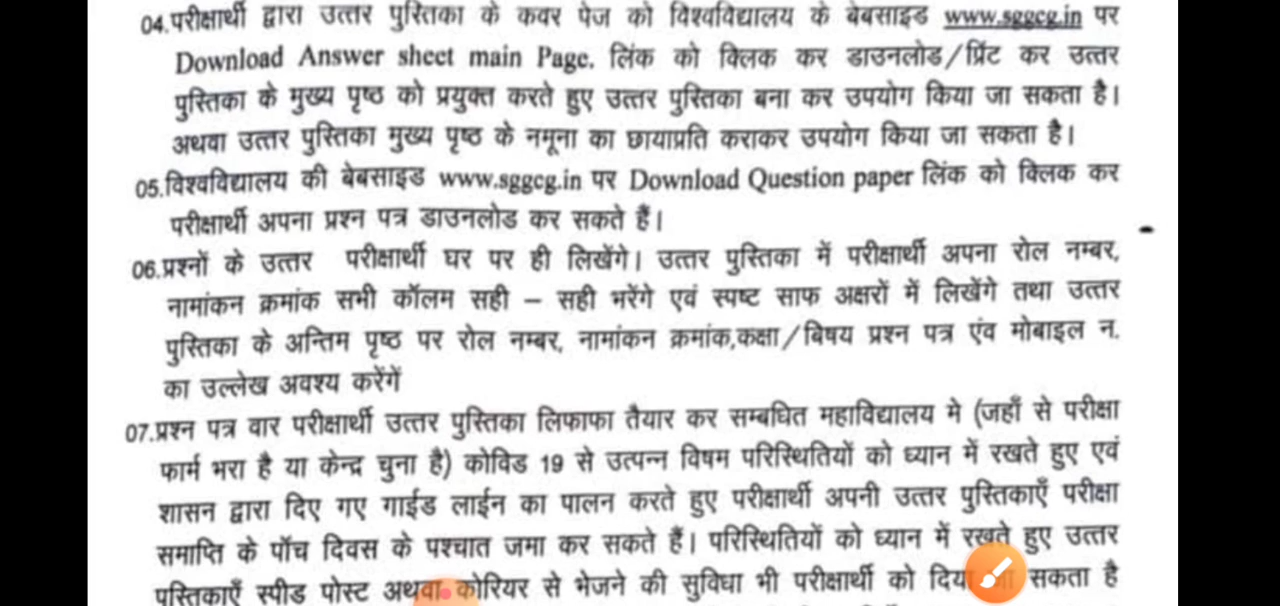 04.परीक्षार्थी द्वारा उत्तर पुस्तिका के कवर पेज को विश्वविद्यालय के बेबसाइड www.sggcg.in पर
Download Answer sheet main Page. लिंक को क्लिक कर डाउनलोड/प्रिंट कर उत्तर
पुस्तिका के मुख्य पृष्ठ को प्रयुक्त करते हुए उत्तर पुस्तिका बना कर उपयोग किया जा सकता है।
अथवा उत्तर पुस्तिका मुख्य पृष्ठ के नमूना का छायाप्रति कराकर उपयोग किया जा सकता है।
05.विश्वविद्यालय की बेबसाइड www.sggcg.in पर Download Question paper लिंक को क्लिक कर
परीक्षार्थी अपना प्रश्न पत्र डाउनलोड कर सकते हैं।
06.प्रश्नों के उत्तर परीक्षार्थी घर पर ही लिखेंगे। उत्तर पुस्तिका में परीक्षार्थी अपना रोल नम्बर,
नामांकन क्रमांक सभी कॉलम सही – सही भरेंगे एवं स्पष्ट साफ अक्षरों में लिखेंगे तथा उत्तर
पुस्तिका के अन्तिम पृष्ठ पर रोल नम्बर, नामांकन क्रमांक,कक्षा/बिषय प्रश्न पत्र एंव मोबाइल न.
का उल्लेख अवश्य करेंगें
07.प्रश्न पत्र वार परीक्षार्थी उत्तर पुस्तिका लिफाफा तैयार कर सम्बधित महाविद्यालय मे (जहाँ से परीक्षा
फार्म भरा है या केन्द्र चुना है) कोविड 19 से उत्पन्न विषम परिस्थितियों को ध्यान में रखते हुए एवं
शासन द्वारा दिए गए गाईड लाईन का पालन करते हुए परीक्षार्थी अपनी उत्तर पुस्तिकाएँ परीक्षा
समाप्ति के पॉच दिवस के पश्चात जमा कर सकते हैं। परिस्थितियों को ध्यान में रखते हुए उत्तर
पुस्तिकाएँ स्पीड पोस्ट अथवा कोरियर से भेजने की सुविधा भी परीक्षार्थी को दिया जा सकता है